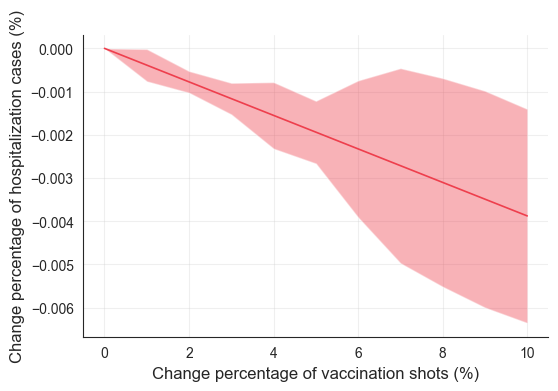 Change percentage of hospitalization cases (%)
0.000
−0.001
−0.002
−0.003
−0.004
−0.005
−0.006
0 2 4 6 8 10
Change percentage of vaccination shots (%)